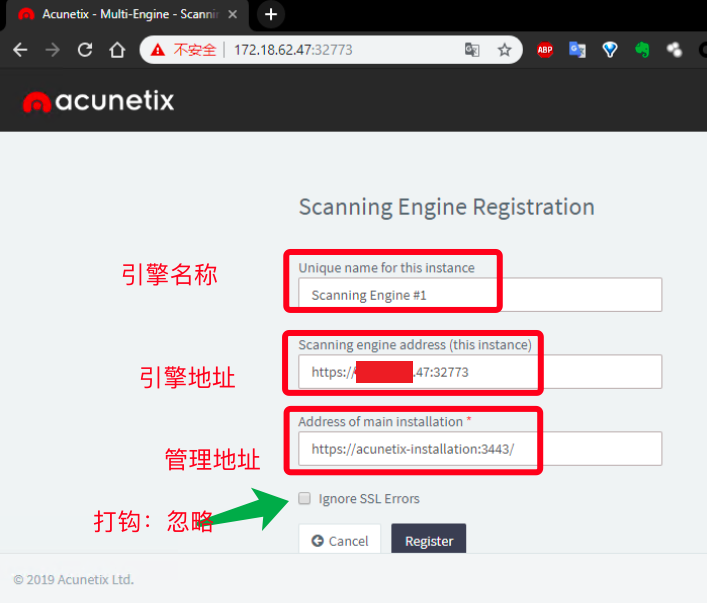 Acunetix - Multi-Engine - Scannin
不安全 172.18.62.47:32773
ABP
acunetix
Scanning Engine Registration
引擎名称
Unique name for this instance
Scanning Engine #1
引擎地址
Scanning engine address (this instance)
https:// .47:32773
管理地址
Address of main installation *
https://acunetix-installation:3443/
打钩：忽略
Ignore SSL Errors
Cancel
Register
© 2019 Acunetix Ltd.